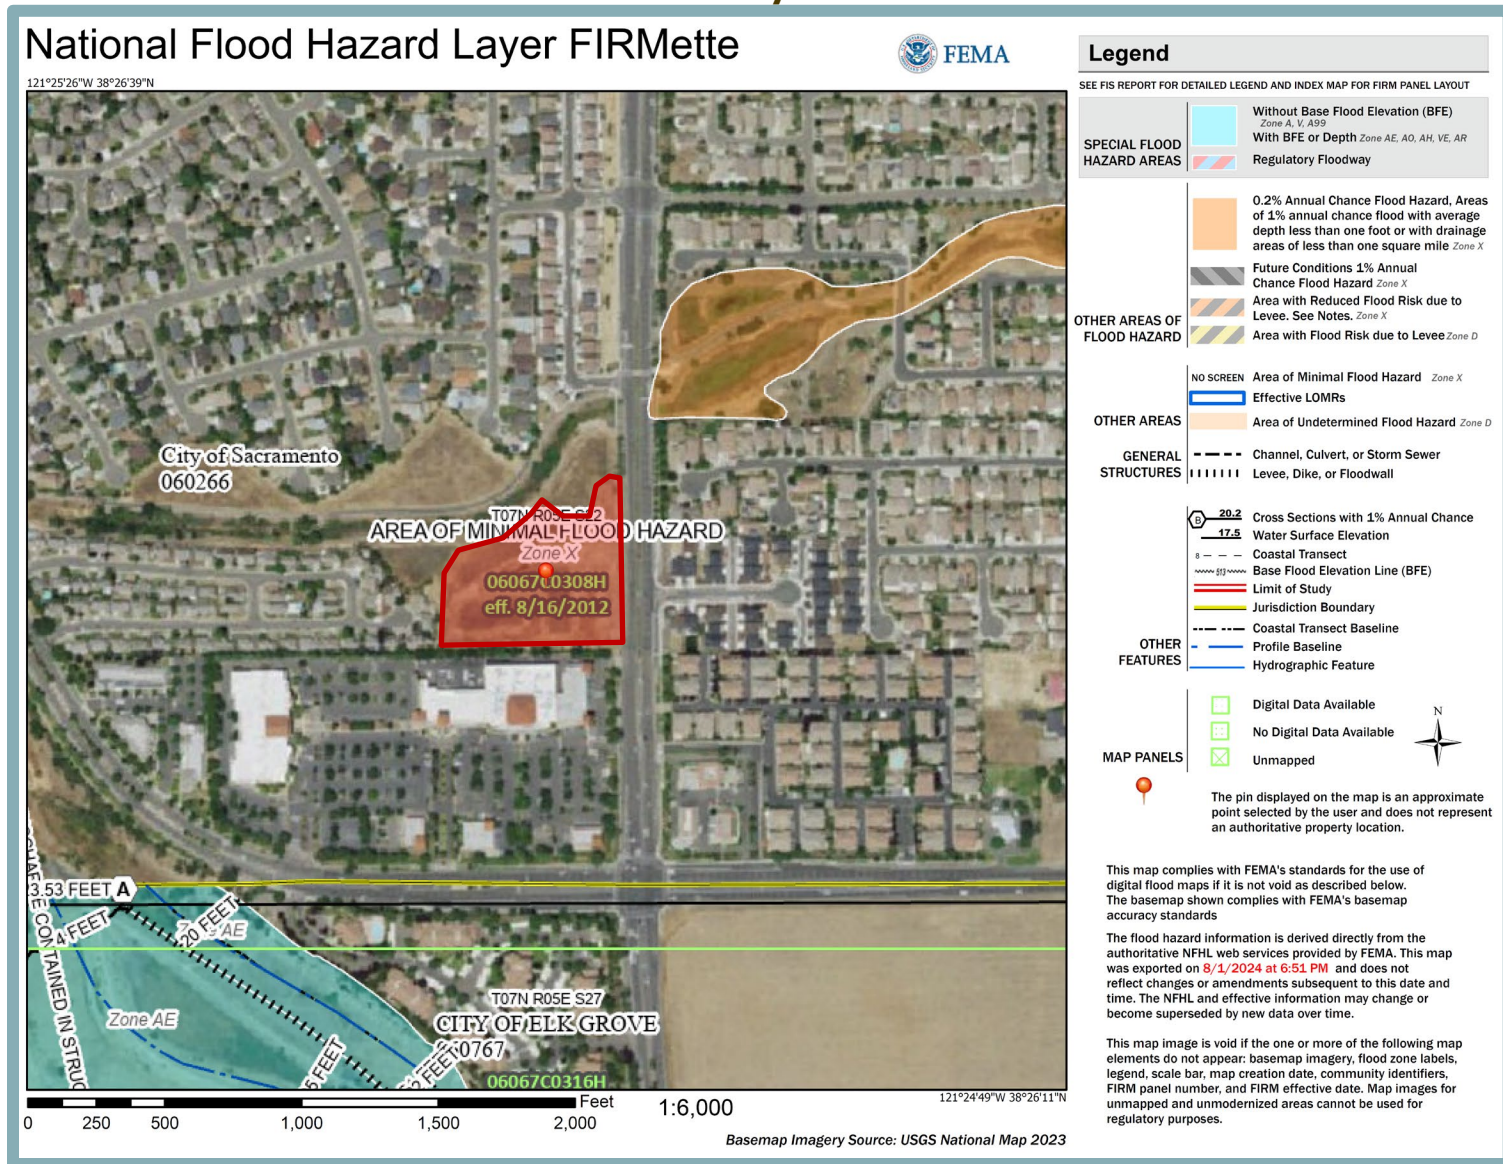 National Flood Hazard Layer FIRMette
FEMA
121°25'26"W 38°26'39"N
City of Sacramento
060266
T07N R05E S22
AREA OF MINIMAL FLOOD HAZARD
Zone X
06067C0308H
eff. 8/16/2012
23.53 FEET
A
4 FEET
20 FEET
AE
Zone AE
T07N R05E S27
CITY OF ELK GROVE
06067C0316H
0
250
500
1,000
1,500
2,000
Feet
1:6,000
121°24'49"W 38°26'11"N
Basemap Imagery Source: USGS National Map 2023
Legend
SEE FIS REPORT FOR DETAILED LEGEND AND INDEX MAP FOR FIRM PANEL LAYOUT
SPECIAL FLOOD
HAZARD AREAS
Without Base Flood Elevation (BFE)
Zone A, V, A99
With BFE or Depth Zone AE, AO, AH, VE, AR
Regulatory Floodway
OTHER AREAS OF
FLOOD HAZARD
0.2% Annual Chance Flood Hazard, Areas
of 1% annual chance flood with average
depth less than one foot or with drainage
areas of less than one square mile Zone X
Future Conditions 1% Annual
Chance Flood Hazard Zone X
Area with Reduced Flood Risk due to
Levee. See Notes. Zone X
Area with Flood Risk due to Levee Zone D
OTHER AREAS
NO SCREEN Area of Minimal Flood Hazard Zone X
Effective LOMRs
Area of Undetermined Flood Hazard Zone D
GENERAL
STRUCTURES
Channel, Culvert, or Storm Sewer
Levee, Dike, or Floodwall
OTHER
FEATURES
B 20.2 Cross Sections with 1% Annual Chance
17.5 Water Surface Elevation
8 Coastal Transect
Base Flood Elevation Line (BFE)
Limit of Study
Jurisdiction Boundary
Coastal Transect Baseline
Profile Baseline
Hydrographic Feature
MAP PANELS
Digital Data Available
No Digital Data Available
Unmapped
N
The pin displayed on the map is an approximate
point selected by the user and does not represent
an authoritative property location.
This map complies with FEMA's standards for the use of
digital flood maps if it is not void as described below.
The basemap shown complies with FEMA's basemap
accuracy standards
The flood hazard information is derived directly from the
authoritative NFHL web services provided by FEMA. This map
was exported on 8/1/2024 at 6:51 PM and does not
reflect changes or amendments subsequent to this date and
time. The NFHL and effective information may change or
become superseded by new data over time.
This map image is void if the one or more of the following map
elements do not appear: basemap imagery, flood zone labels,
legend, scale bar, map creation date, community identifiers,
FIRM panel number, and FIRM effective date. Map images for
unmapped and unmodernized areas cannot be used for
regulatory purposes.